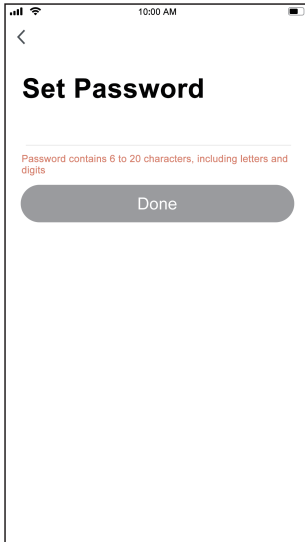 10:00 AM
Set Password
Password contains 6 to 20 characters, including letters and
digits
Done